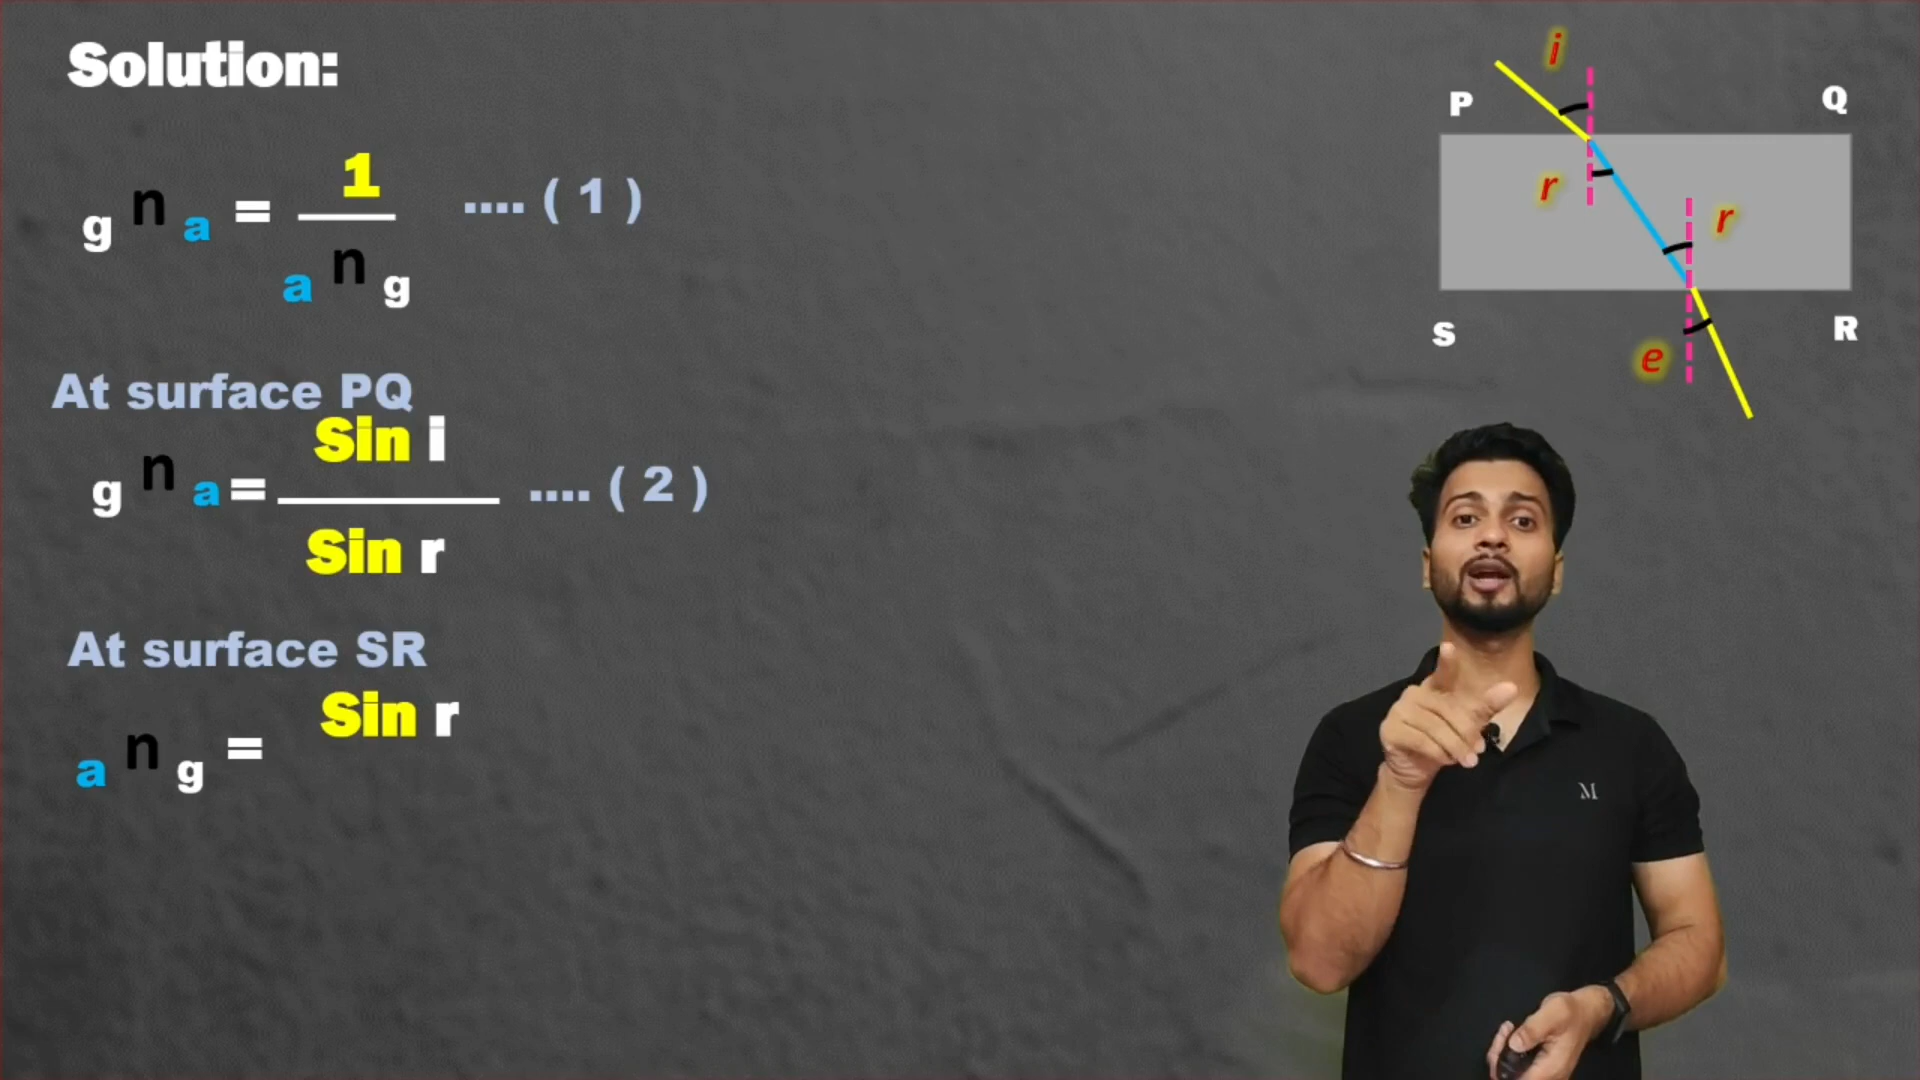 Solution:
g n a = 1 / a n g .... ( 1 )
At surface PQ
g n a = Sin i / Sin r .... ( 2 )
At surface SR
a n g = Sin r
i
P Q
r r
S R
e
M